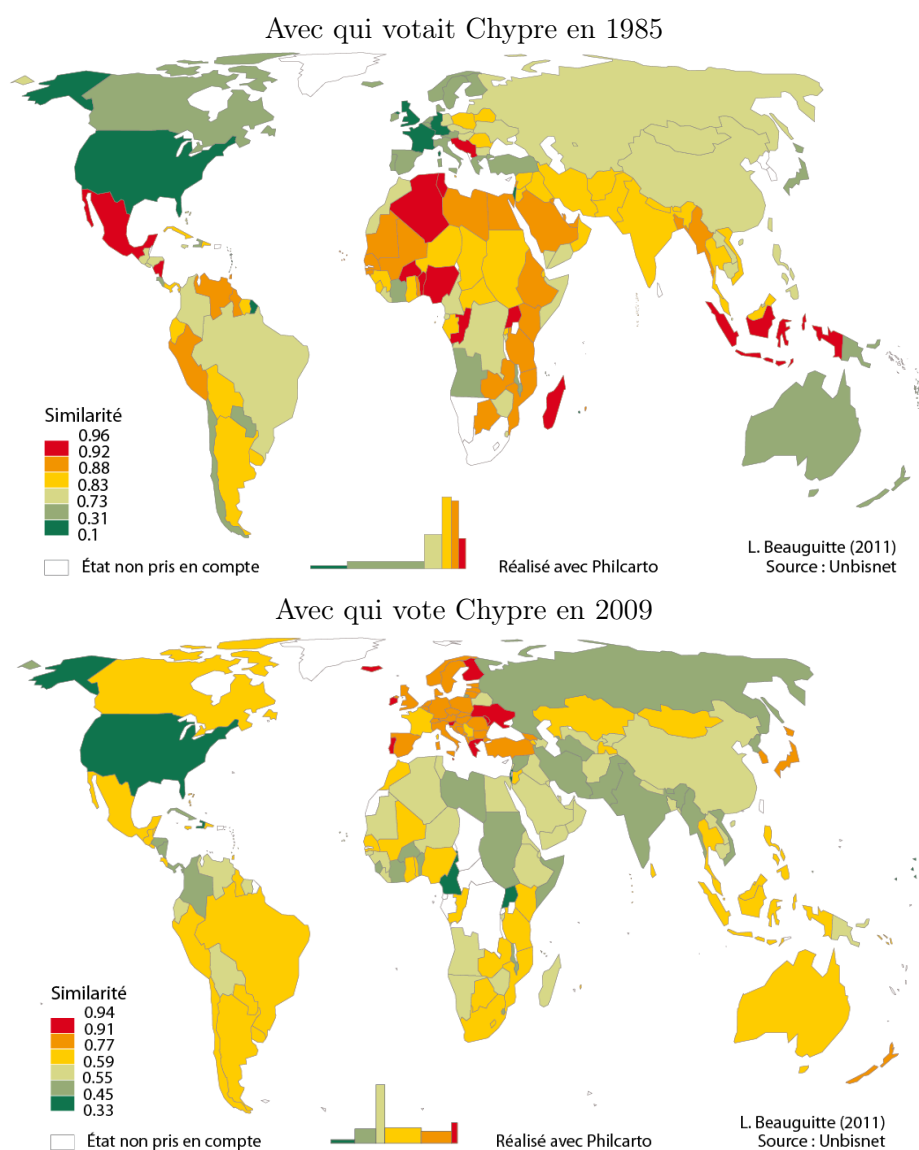 Avec qui votait Chypre en 1985
Similarité
0.96
0.92
0.88
0.83
0.73
0.31
0.1
État non pris en compte
Réalisé avec Philcarto
L. Beauguitte (2011)
Source : Unbisnet
Avec qui vote Chypre en 2009
Similarité
0.94
0.91
0.77
0.59
0.55
0.45
0.33
État non pris en compte
Réalisé avec Philcarto
L. Beauguitte (2011)
Source : Unbisnet